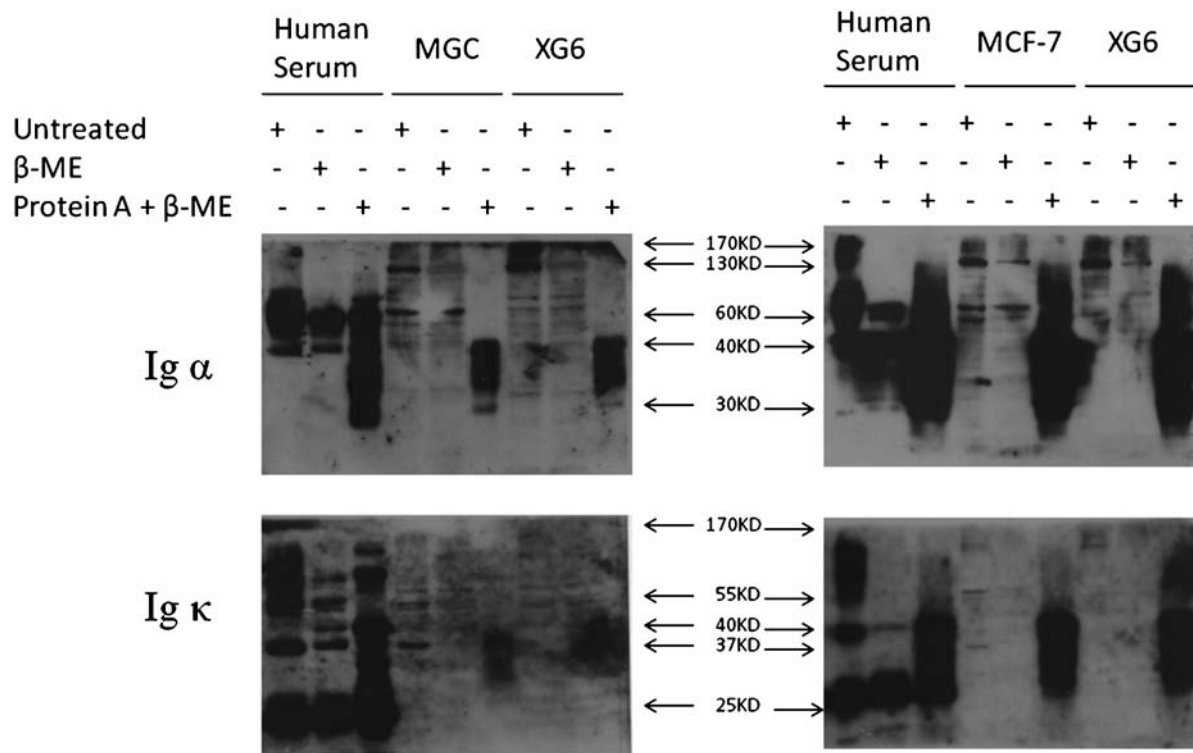 Human Serum MGC XG6 Human Serum MCF-7 XG6
Untreated + - - + - - + - - + - - + - - + - -
β-ME - + - - + - - + - - + - - + - - + -
Protein A + β-ME - - + - - + - - + - - + - - + - - +
170KD
130KD
60KD
Ig α
40KD
30KD
170KD
55KD
Ig κ
40KD
37KD
25KD